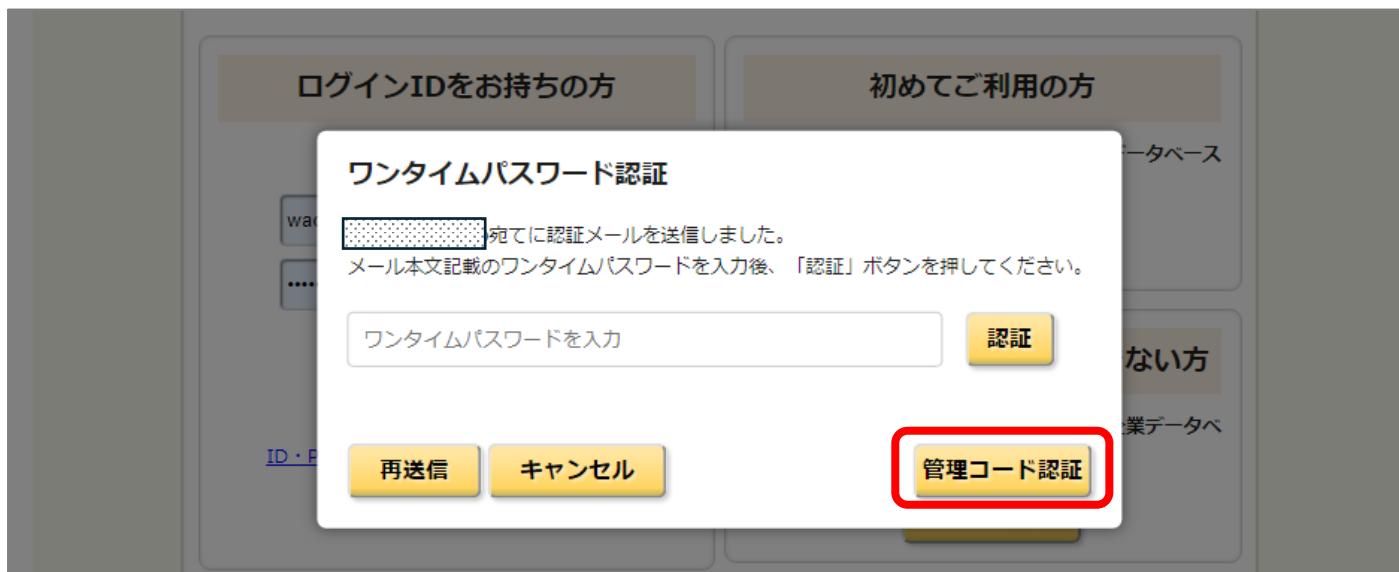 ログインIDをお持ちの方
初めてご利用の方
ータベース
ワンタイムパスワード認証
wad
宛てに認証メールを送信しました。
メール本文記載のワンタイムパスワードを入力後、「認証」ボタンを押してください。
ワンタイムパスワードを入力
認証
ない方
業データベ
ID・P
再送信
キャンセル
管理コード認証